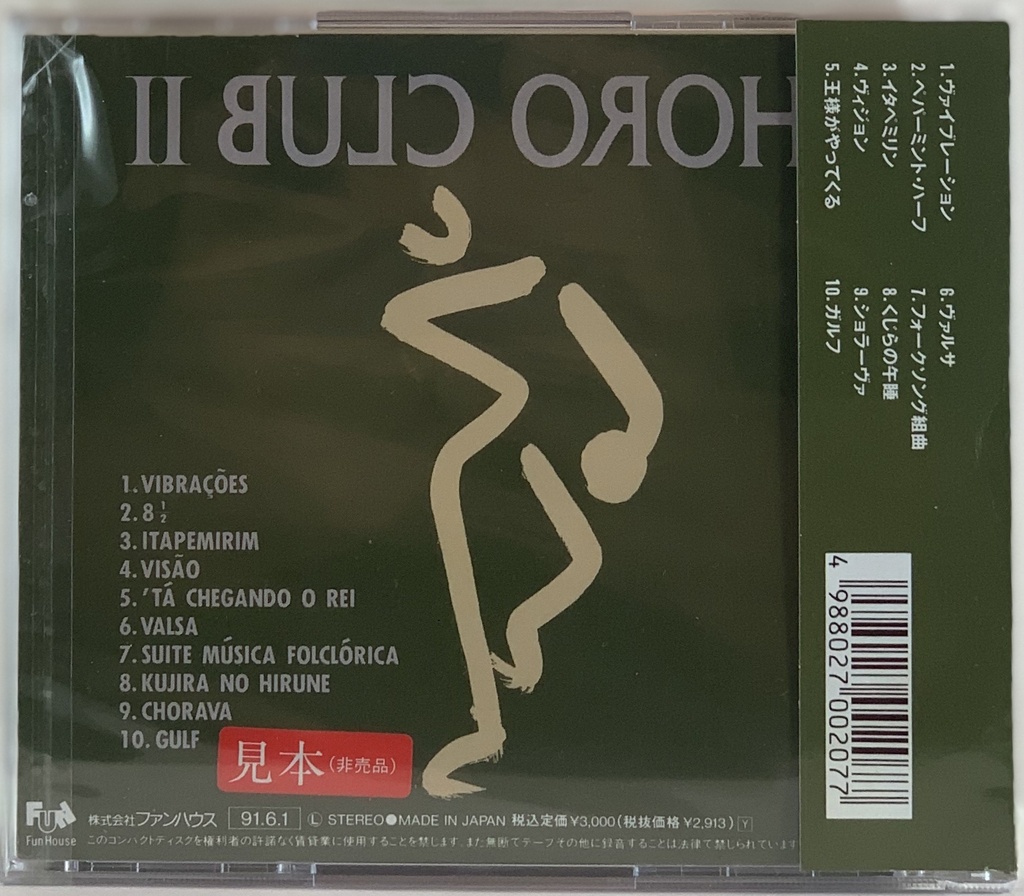 HORO CLUB II
1.VIBRAÇÕES
2.8½
3.ITAPEMIRIM
4.VISÃO
5.'TÁ CHEGANDO O REI
6.VALSA
7.SUITE MÚSICA FOLCLÓRICA
8.KUJIRA NO HIRUNE
9.CHORAVA
10.GULF
見本(非売品)
FUN
Fun House
株式会社ファンハウス 91.6.1 Ⓛ STEREO●MADE IN JAPAN 税込定価¥3,000(税抜価格¥2,913) Y
このコンパクトディスクを権利者の許諾なく賃貸業に使用することを禁じます。また無断でテープその他に録音することは法律で禁じられています
1.ヴァイブレーション
2.ペパーミント・ハーフ
3.イタペミリン
4.ヴィジョン
5.王様がやってくる
6.ヴァルサ
7.フォークソング組曲
8.くじらの午睡
9.ショラーヴァ
10.ガルフ
4 988027 002077